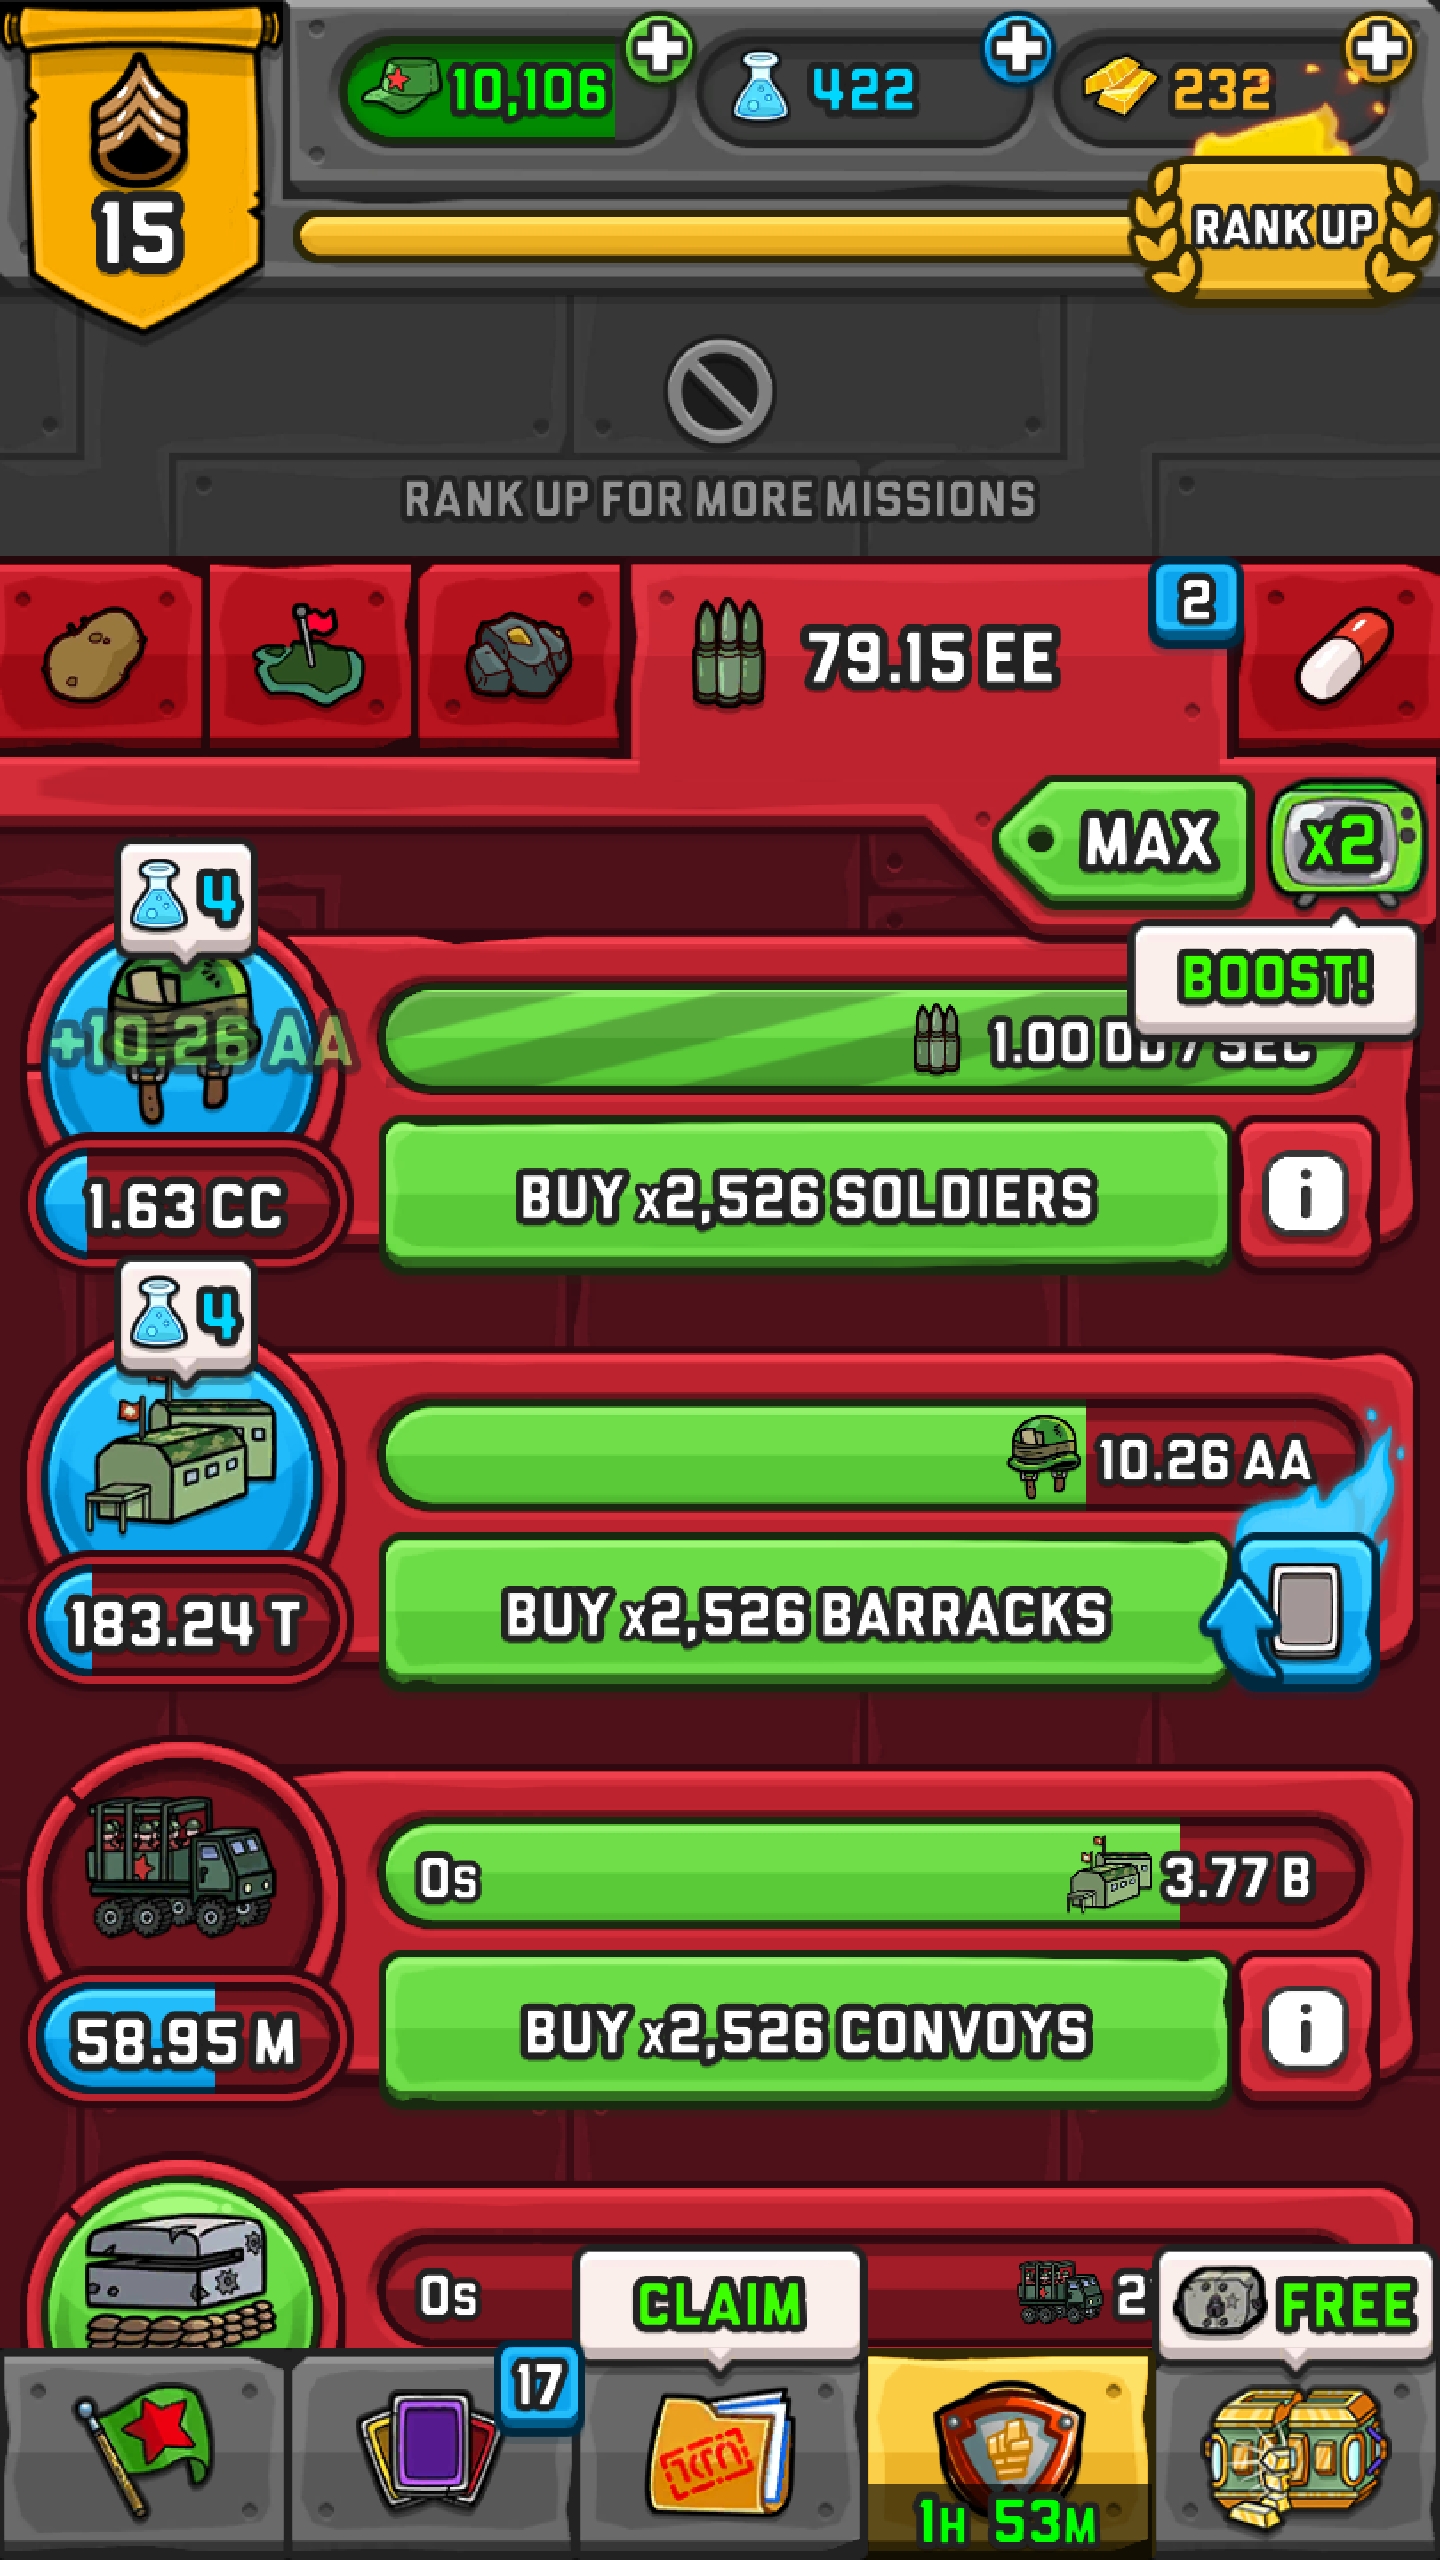 10,106
422
232
15
RANK UP
RANK UP FOR MORE MISSIONS
79.15 EE
2
MAX
x2
BOOST!
4
+10.26 AA
1.00 DD / SEC
1.63 CC
BUY x2,526 SOLDIERS
i
4
10.26 AA
183.24 T
BUY x2,526 BARRACKS
0s
3.77 B
58.95 M
BUY x2,526 CONVOYS
i
0s
CLAIM
FREE
17
1H 53M